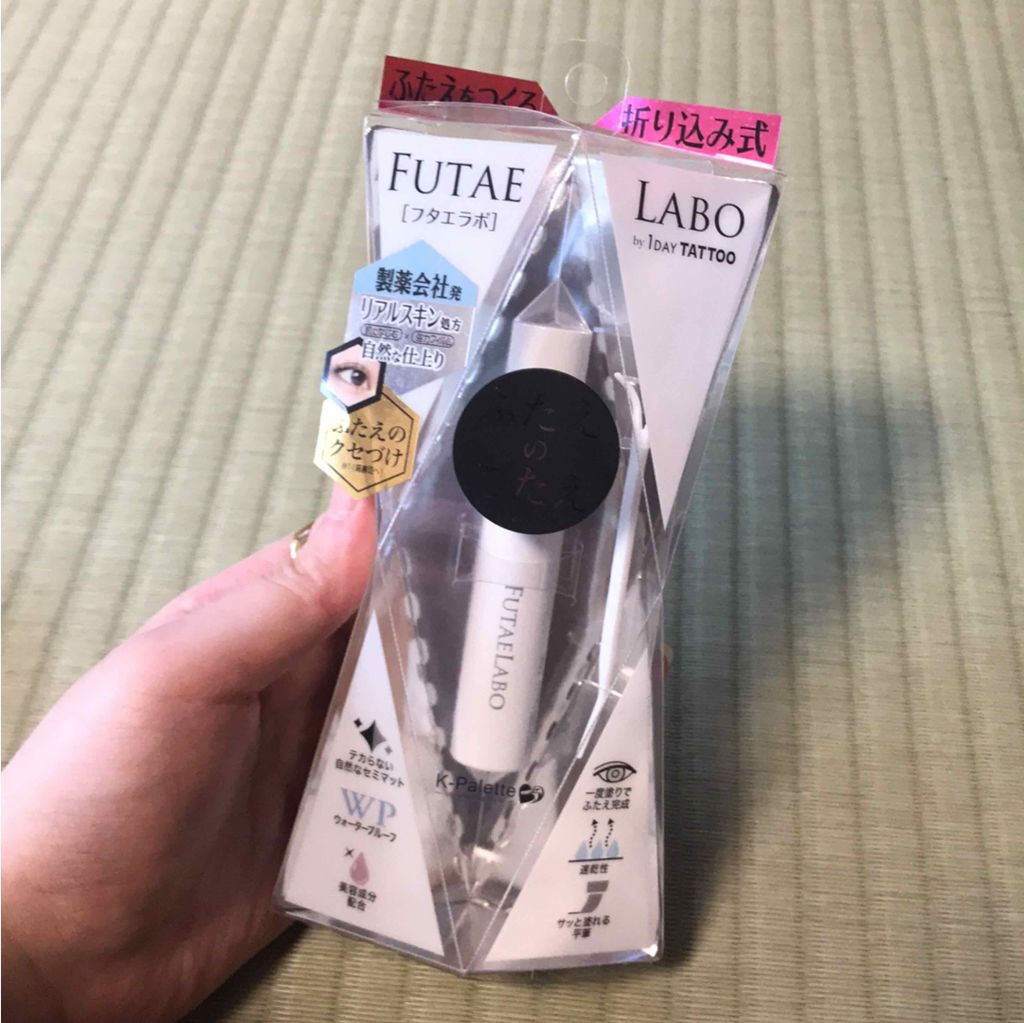 ふたえをつくる
折り込み式
FUTAE
[フタエラボ]
LABO
by 1DAY TATTOO
製薬会社発
リアルスキン処方
自然な仕上り
ふたえの
クセづけ
FUTAELABO
K-Palette
テカらない
自然なセミマット
WP
ウォータープルーフ
美容成分
配合
一度塗りで
ふたえ完成
速乾性
サッと塗れる
平筆